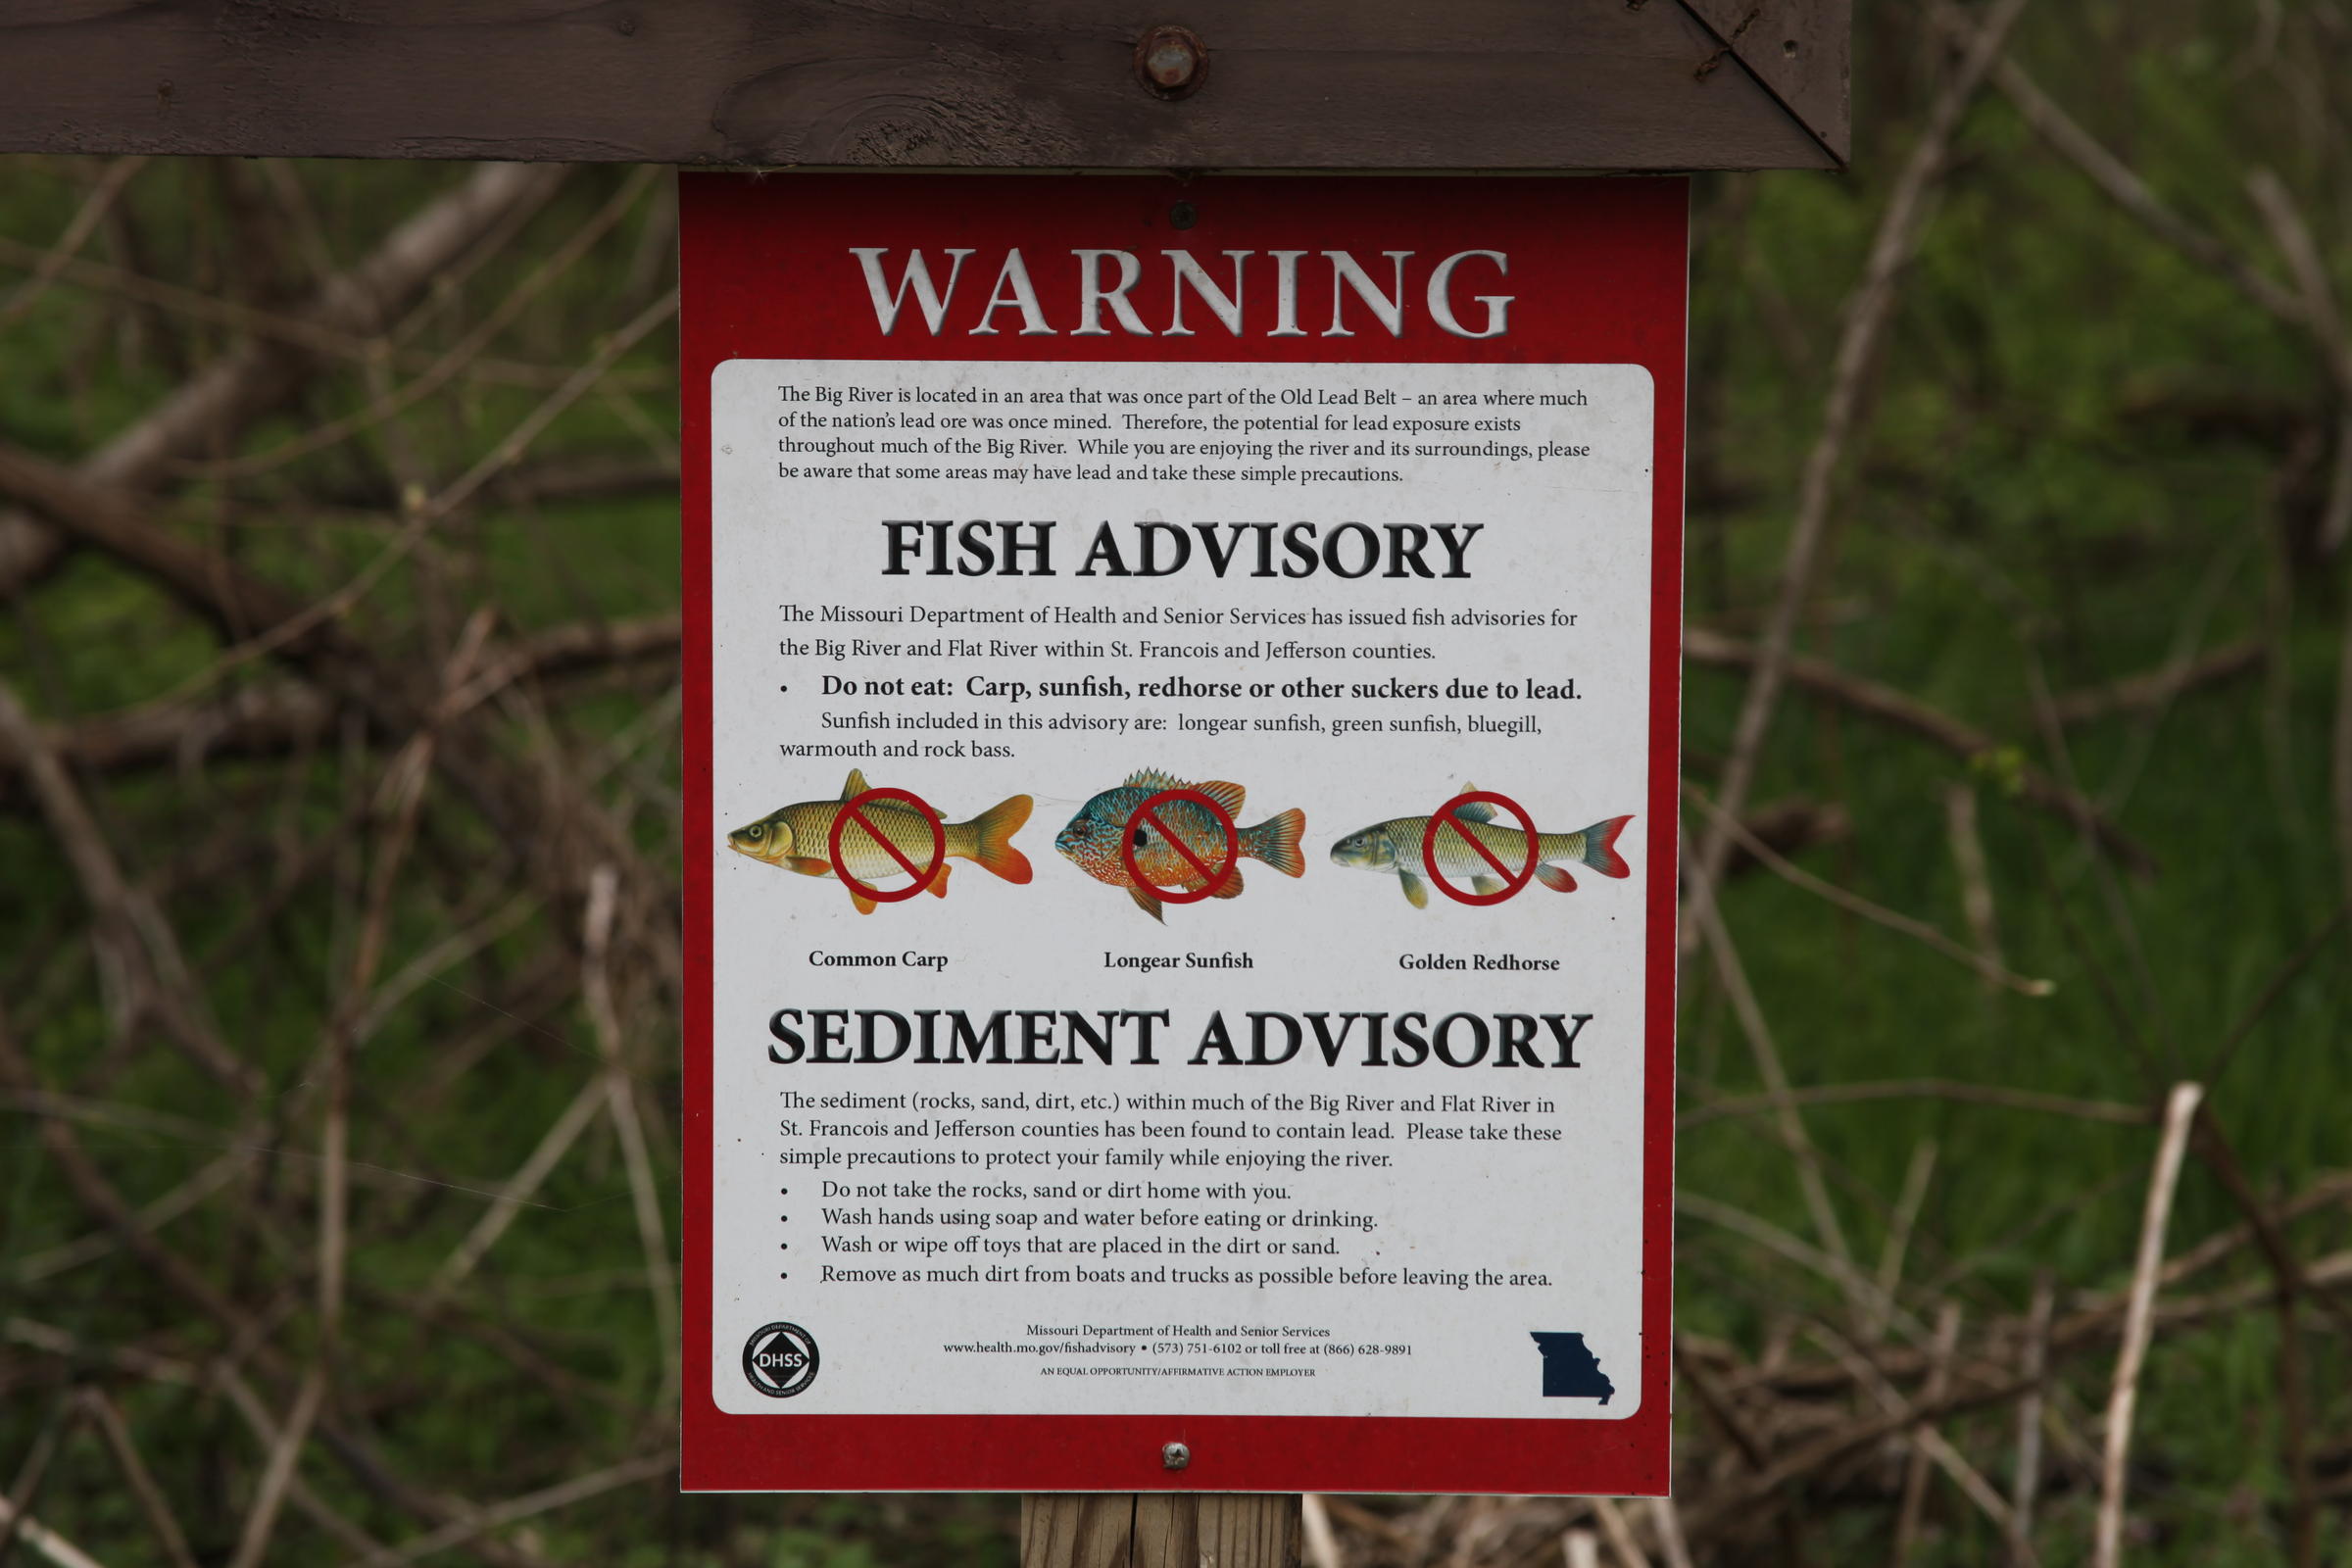 WARNING
The Big River is located in an area that was once part of the Old Lead Belt – an area where much
of the nation's lead ore was once mined.  Therefore, the potential for lead exposure exists
throughout much of the Big River.  While you are enjoying the river and its surroundings, please
be aware that some areas may have lead and take these simple precautions.
FISH ADVISORY
The Missouri Department of Health and Senior Services has issued fish advisories for
the Big River and Flat River within St. Francois and Jefferson counties.
• Do not eat:  Carp, sunfish, redhorse or other suckers due to lead.
Sunfish included in this advisory are:  longear sunfish, green sunfish, bluegill,
warmouth and rock bass.
Common Carp Longear Sunfish Golden Redhorse
SEDIMENT ADVISORY
The sediment (rocks, sand, dirt, etc.) within much of the Big River and Flat River in
St. Francois and Jefferson counties has been found to contain lead.  Please take these
simple precautions to protect your family while enjoying the river.
• Do not take the rocks, sand or dirt home with you.
• Wash hands using soap and water before eating or drinking.
• Wash or wipe off toys that are placed in the dirt or sand.
• Remove as much dirt from boats and trucks as possible before leaving the area.
MISSOURI DEPARTMENT OF
DHSS
HEALTH AND SENIOR SERVICES
Missouri Department of Health and Senior Services
www.health.mo.gov/fishadvisory • (573) 751-6102 or toll free at (866) 628-9891
AN EQUAL OPPORTUNITY/AFFIRMATIVE ACTION EMPLOYER